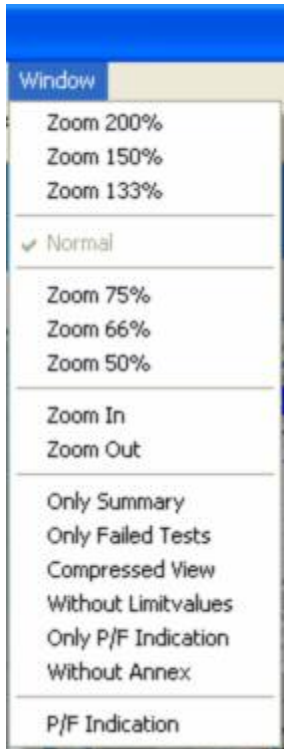 Window
Zoom 200%
Zoom 150%
Zoom 133%
Normal
Zoom 75%
Zoom 66%
Zoom 50%
Zoom In
Zoom Out
Only Summary
Only Failed Tests
Compressed View
Without Limitvalues
Only P/F Indication
Without Annex
P/F Indication